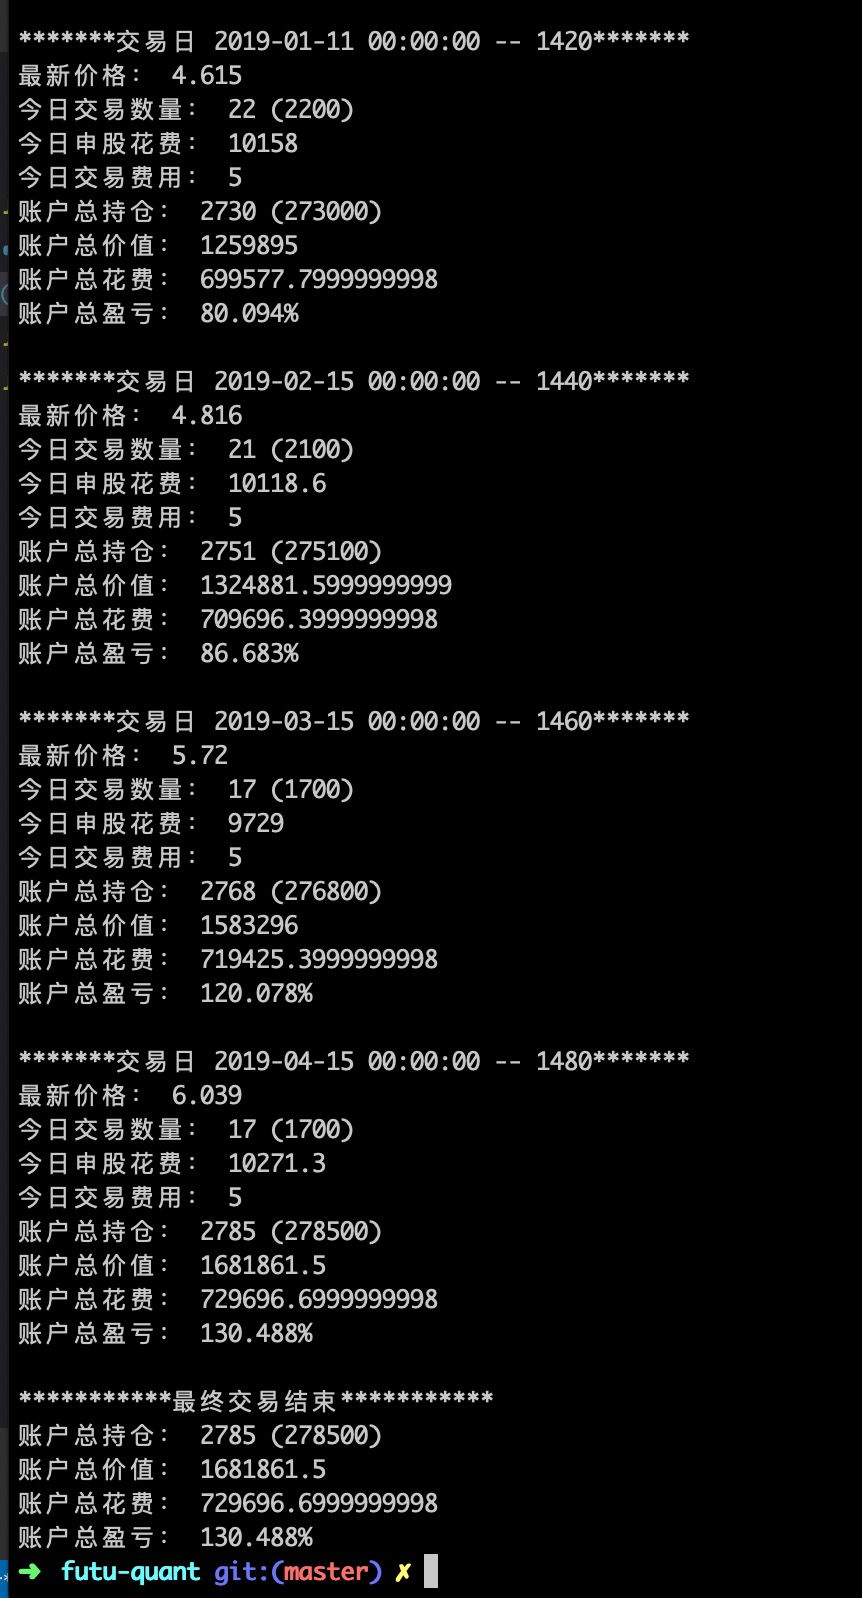 *******交易日 2019-01-11 00:00:00 -- 1420*******
最新价格： 4.615
今日交易数量： 22 (2200)
今日申股花费： 10158
今日交易费用： 5
账户总持仓： 2730 (273000)
账户总价值： 1259895
账户总花费： 699577.7999999998
账户总盈亏： 80.094%
*******交易日 2019-02-15 00:00:00 -- 1440*******
最新价格： 4.816
今日交易数量： 21 (2100)
今日申股花费： 10118.6
今日交易费用： 5
账户总持仓： 2751 (275100)
账户总价值： 1324881.5999999999
账户总花费： 709696.3999999998
账户总盈亏： 86.683%
*******交易日 2019-03-15 00:00:00 -- 1460*******
最新价格： 5.72
今日交易数量： 17 (1700)
今日申股花费： 9729
今日交易费用： 5
账户总持仓： 2768 (276800)
账户总价值： 1583296
账户总花费： 719425.3999999998
账户总盈亏： 120.078%
*******交易日 2019-04-15 00:00:00 -- 1480*******
最新价格： 6.039
今日交易数量： 17 (1700)
今日申股花费： 10271.3
今日交易费用： 5
账户总持仓： 2785 (278500)
账户总价值： 1681861.5
账户总花费： 729696.6999999998
账户总盈亏： 130.488%
***********最终交易结束***********
账户总持仓： 2785 (278500)
账户总价值： 1681861.5
账户总花费： 729696.6999999998
账户总盈亏： 130.488%
➜ futu-quant git:(master) ✗